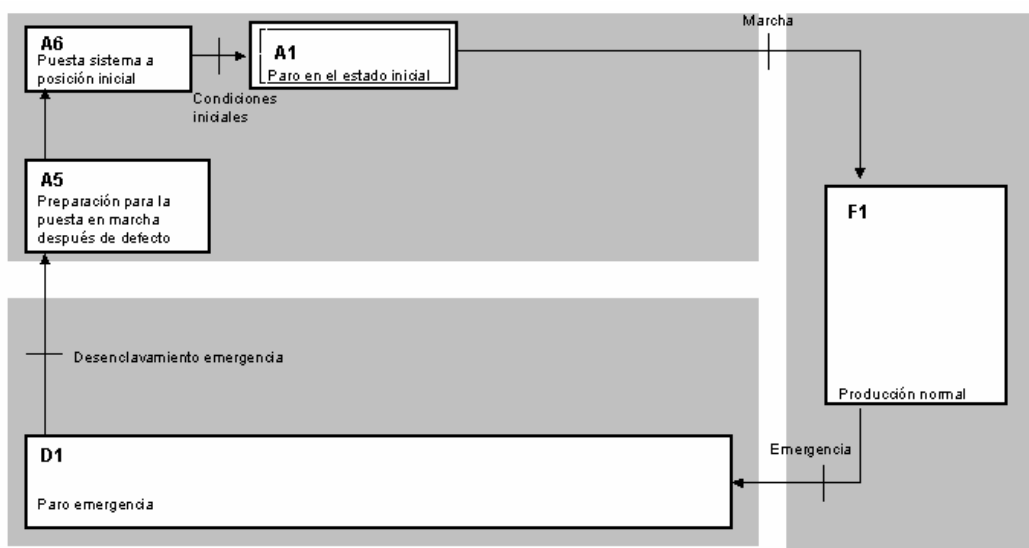 Marcha
A6
Puesta sistema a
posición inicial
A1
Paro en el estado inicial
Condiciones
iniciales
A5
Preparación para la
puesta en marcha
después de defecto
F1
Producción normal
Desenclavamiento emergencia
Emergencia
D1
Paro emergencia